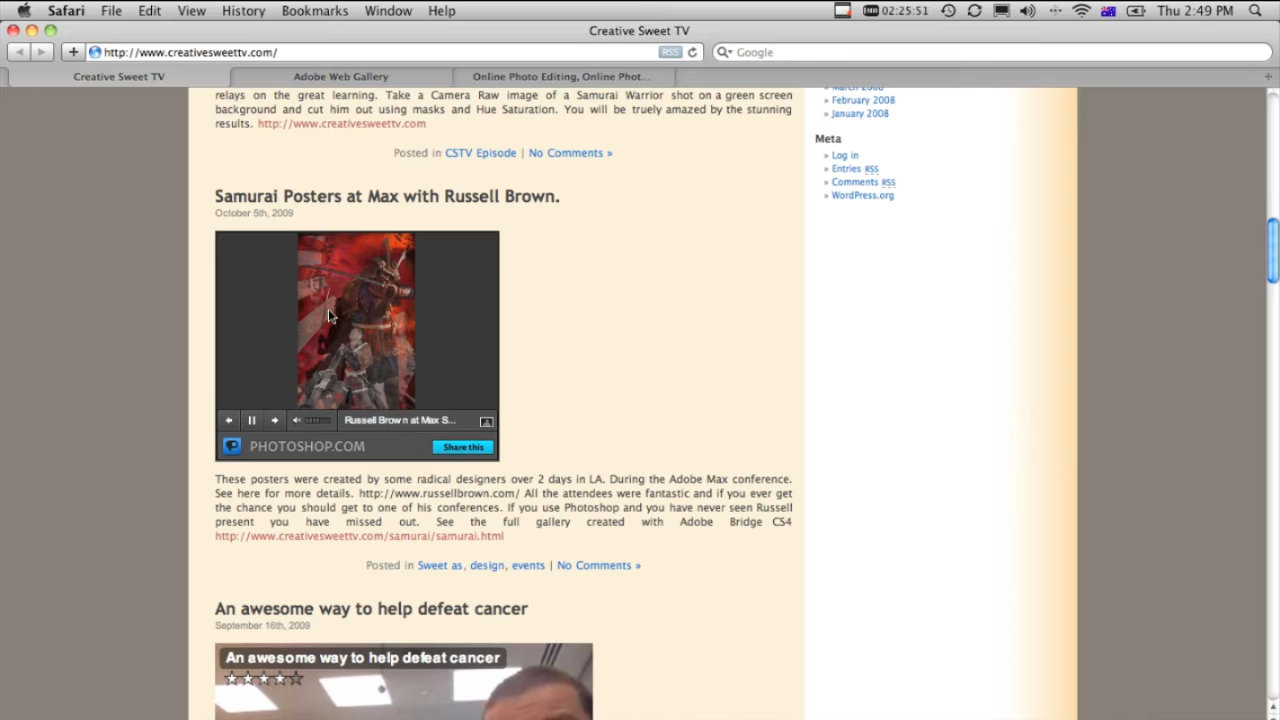 Safari File Edit View History Bookmarks Window Help 02:25:51 Thu 2:49 PM
Creative Sweet TV
http://www.creativesweettv.com/ RSS Google
Creative Sweet TV Adobe Web Gallery Online Photo Editing, Online Phot...
relays on the great learning. Take a Camera Raw image of a Samurai Warrior shot on a green screen
background and cut him out using masks and Hue Saturation. You will be truely amazed by the stunning
results. http://www.creativesweettv.com
Posted in CSTV Episode | No Comments »
Samurai Posters at Max with Russell Brown.
October 5th, 2009
Russell Brown at Max S...
PHOTOSHOP.COM Share this
These posters were created by some radical designers over 2 days in LA. During the Adobe Max conference.
See here for more details. http://www.russellbrown.com/ All the attendees were fantastic and if you ever get
the chance you should get to one of his conferences. If you use Photoshop and you have never seen Russell
present you have missed out. See the full gallery created with Adobe Bridge CS4
http://www.creativesweettv.com/samurai/samurai.html
Posted in Sweet as, design, events | No Comments »
An awesome way to help defeat cancer
September 16th, 2009
An awesome way to help defeat cancer
March 2008
» February 2008
» January 2008
Meta
» Log in
» Entries RSS
» Comments RSS
» WordPress.org